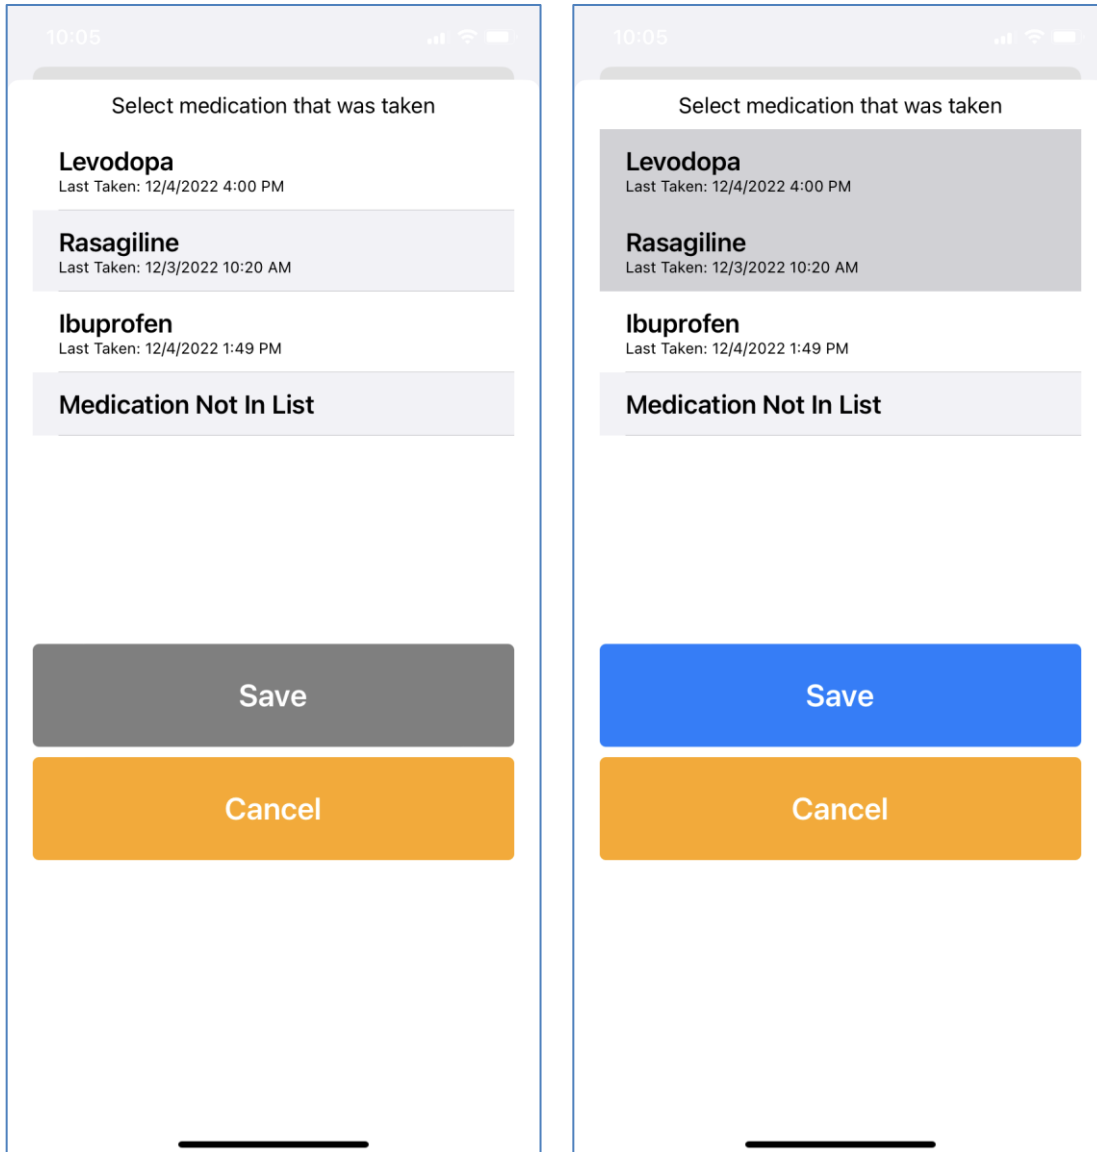 10:05
Select medication that was taken
Levodopa
Last Taken: 12/4/2022 4:00 PM
Rasagiline
Last Taken: 12/3/2022 10:20 AM
Ibuprofen
Last Taken: 12/4/2022 1:49 PM
Medication Not In List
Save
Cancel
10:05
Select medication that was taken
Levodopa
Last Taken: 12/4/2022 4:00 PM
Rasagiline
Last Taken: 12/3/2022 10:20 AM
Ibuprofen
Last Taken: 12/4/2022 1:49 PM
Medication Not In List
Save
Cancel